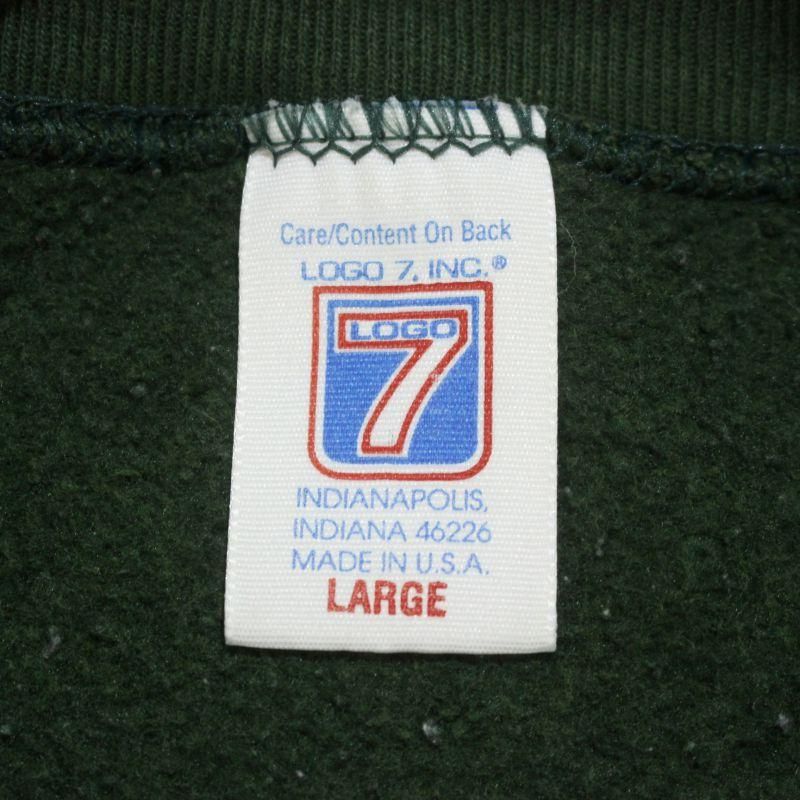 Care/Content On Back
LOGO 7, INC.®
LOGO
7
INDIANAPOLIS,
INDIANA 46226
MADE IN U.S.A.
LARGE